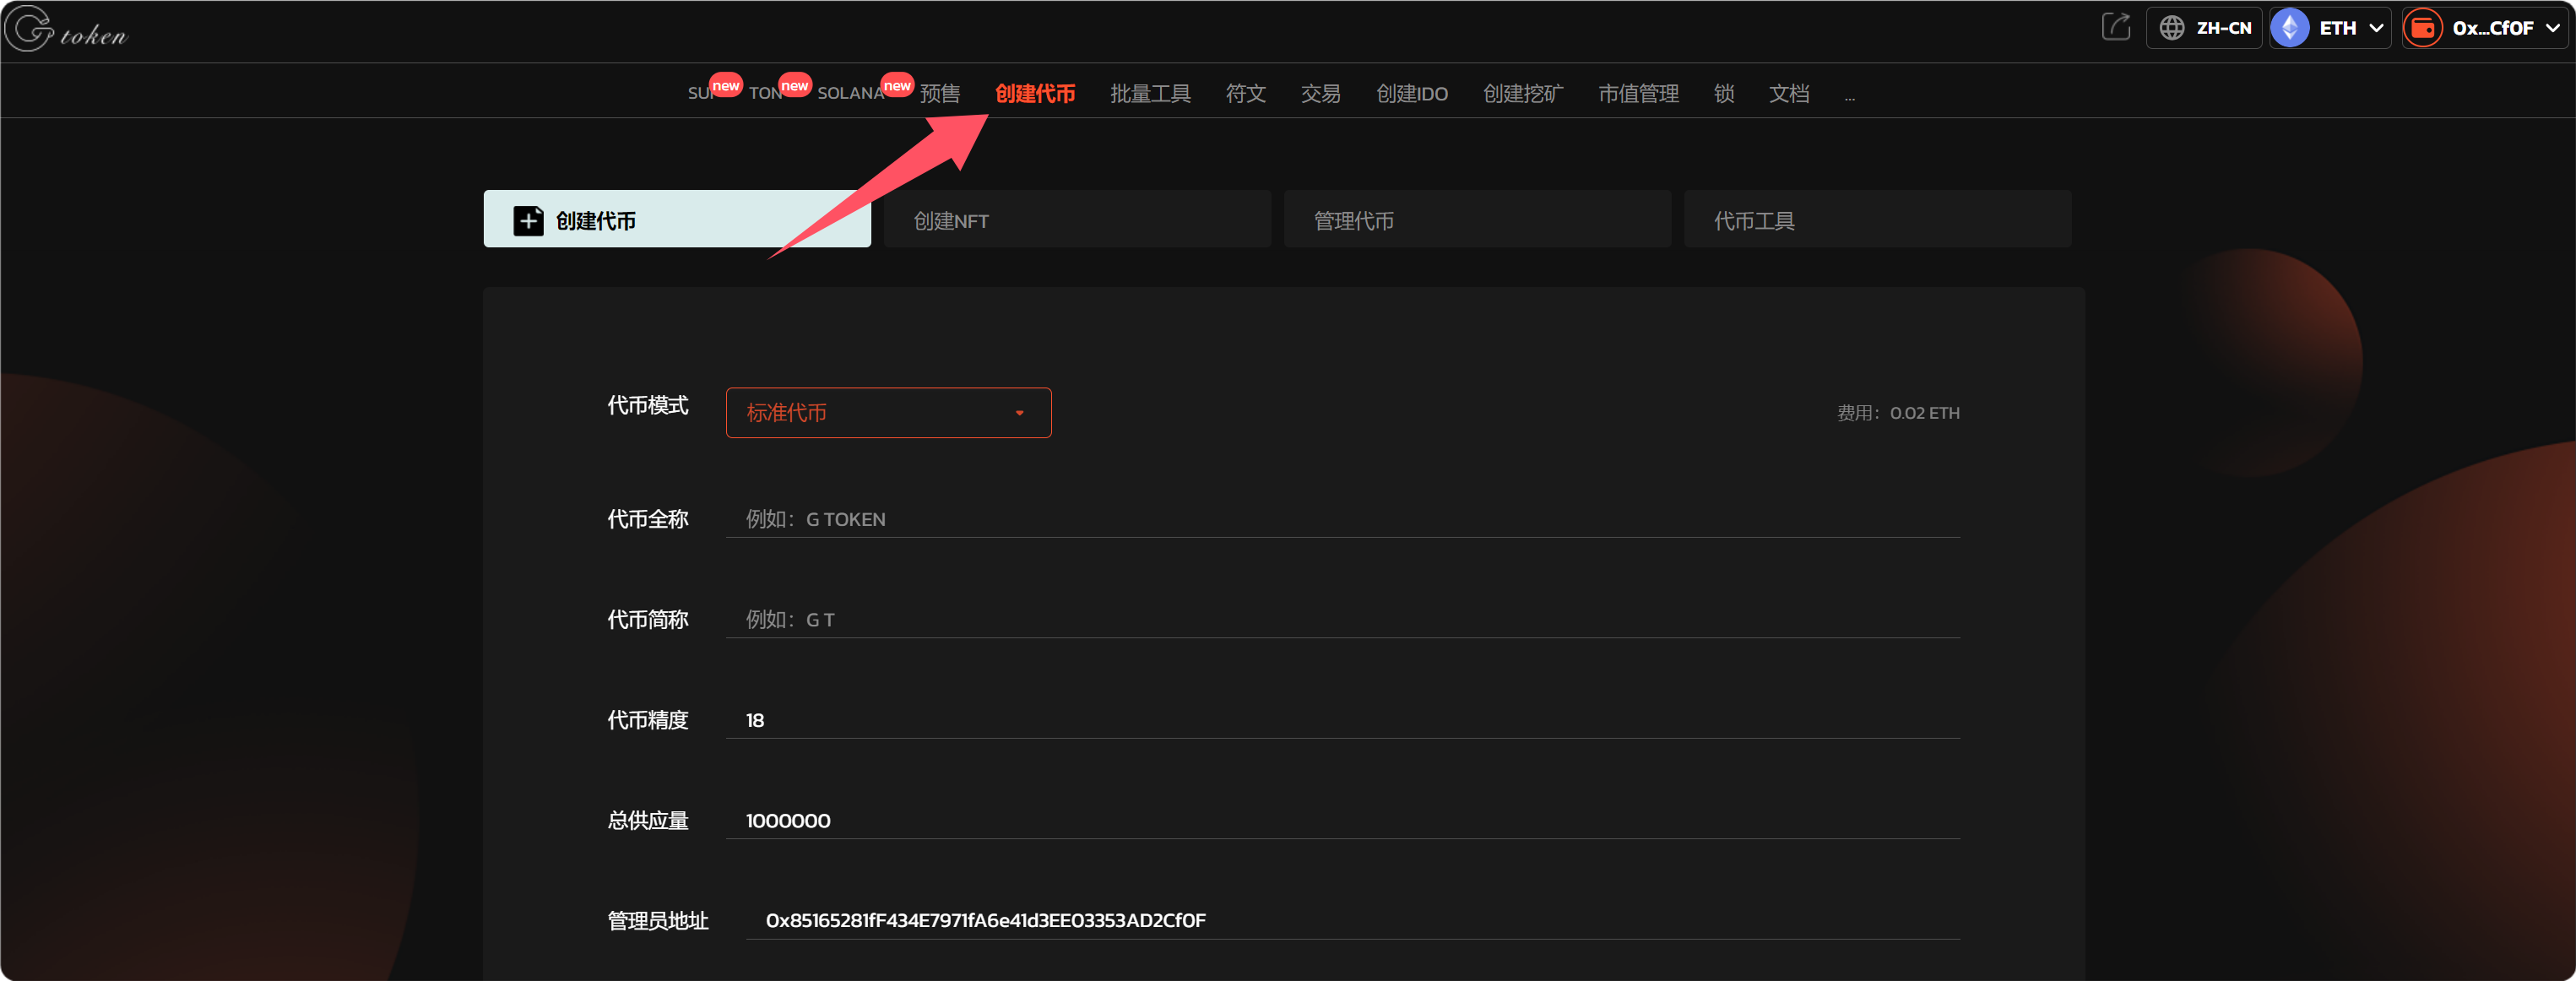 G token
ZH-CN
ETH
0x...Cf0F
SUI new TON new SOLANA new 预售 创建代币 批量工具 符文 交易 创建IDO 创建挖矿 市值管理 锁 文档 ...
创建代币 创建NFT 管理代币 代币工具
代币模式 标准代币 费用：0.02 ETH
代币全称 例如：G TOKEN
代币简称 例如：G T
代币精度 18
总供应量 1000000
管理员地址 0x85165281fF434E7971fA6e41d3EE03353AD2Cf0F